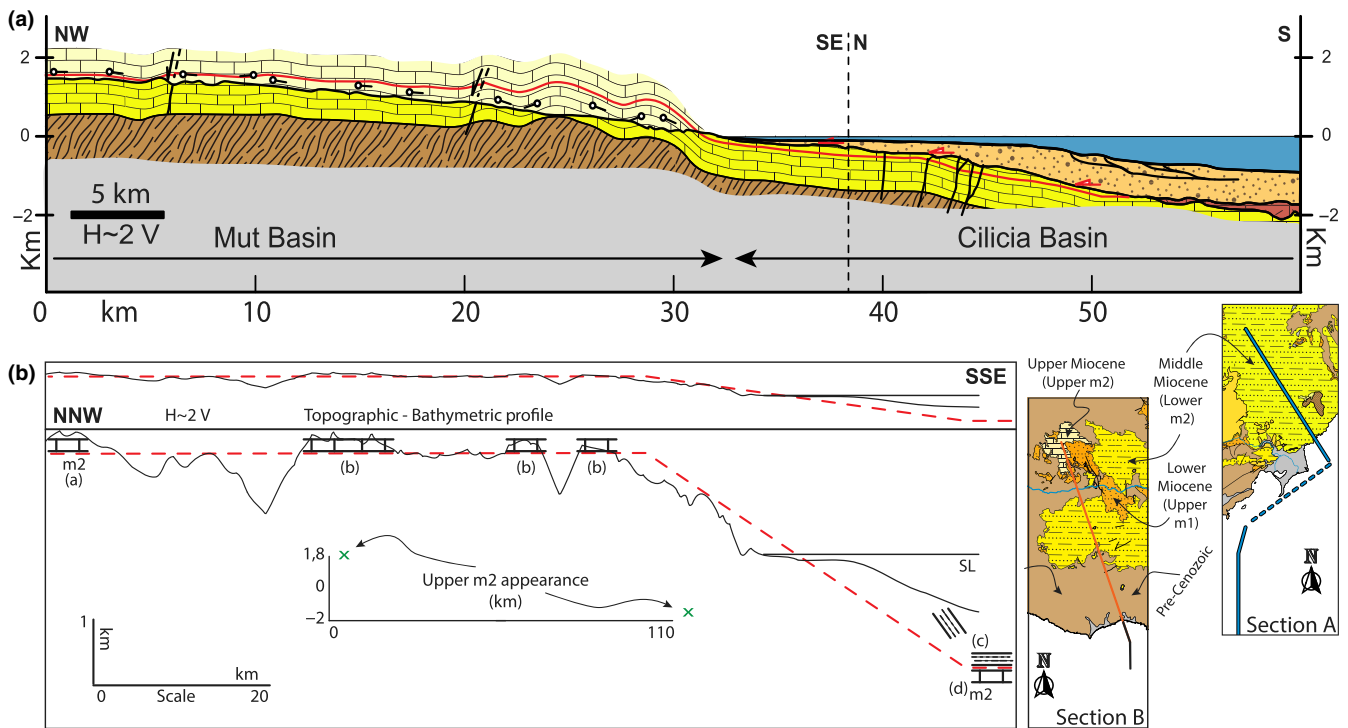 (a)
NW
SE N
S
2
2
0
0
−2
−2
Km
Km
5 km
H~2 V
Mut Basin
Cilicia Basin
0 km 10 20 30 40 50
(b)
SSE
NNW
H~2 V
Topographic - Bathymetric profile
m2
(a)
(b)
(b)
(b)
1,8
0
−2
0
110
Upper m2 appearance
(km)
SL
(c)
(d)
m2
1
km
km
0 Scale 20
Upper Miocene
(Upper m2)
Middle
Miocene
(Lower
m2)
Lower
Miocene
(Upper
m1)
Pre-Cenozoic
N
Section B
N
Section A